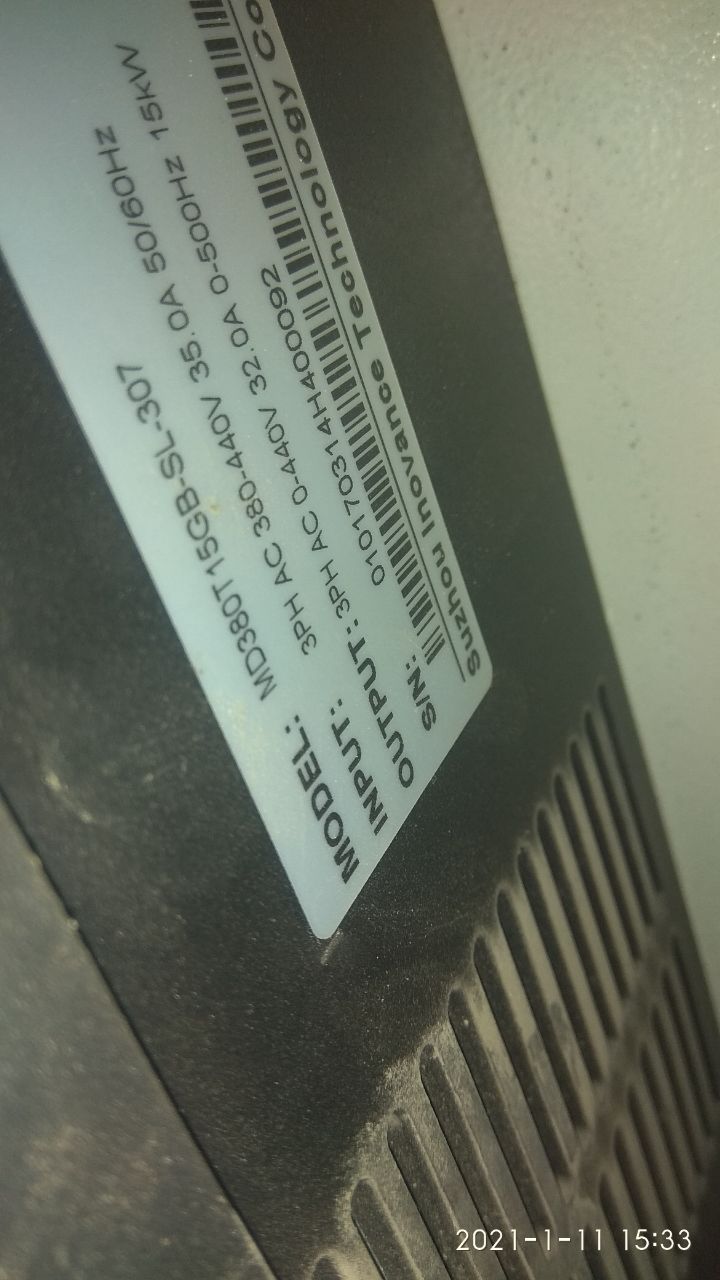 MODEL: MD380T15GB-SL-307
INPUT: 3PH AC 380-440V 35.0A 50/60Hz
OUTPUT: 3PH AC 0-440V 32.0A 0-500Hz 15kW
S/N: 010170314H400092
Suzhou Inovance Technology Co
2021-1-11 15:33